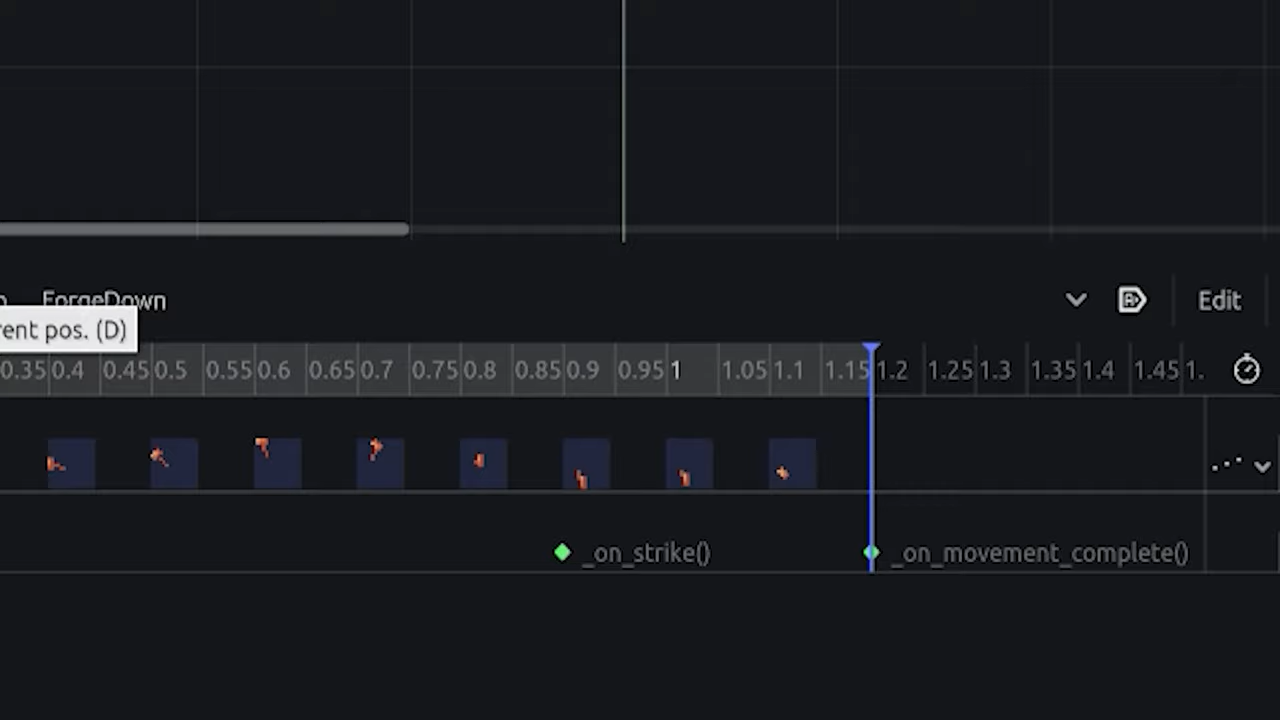 ForgeDown
Edit
rent pos. (D)
0.35 0.4 0.45 0.5 0.55 0.6 0.65 0.7 0.75 0.8 0.85 0.9 0.95 1 1.05 1.1 1.15 1.2 1.25 1.3 1.35 1.4 1.45 1.
_on_strike() _on_movement_complete()